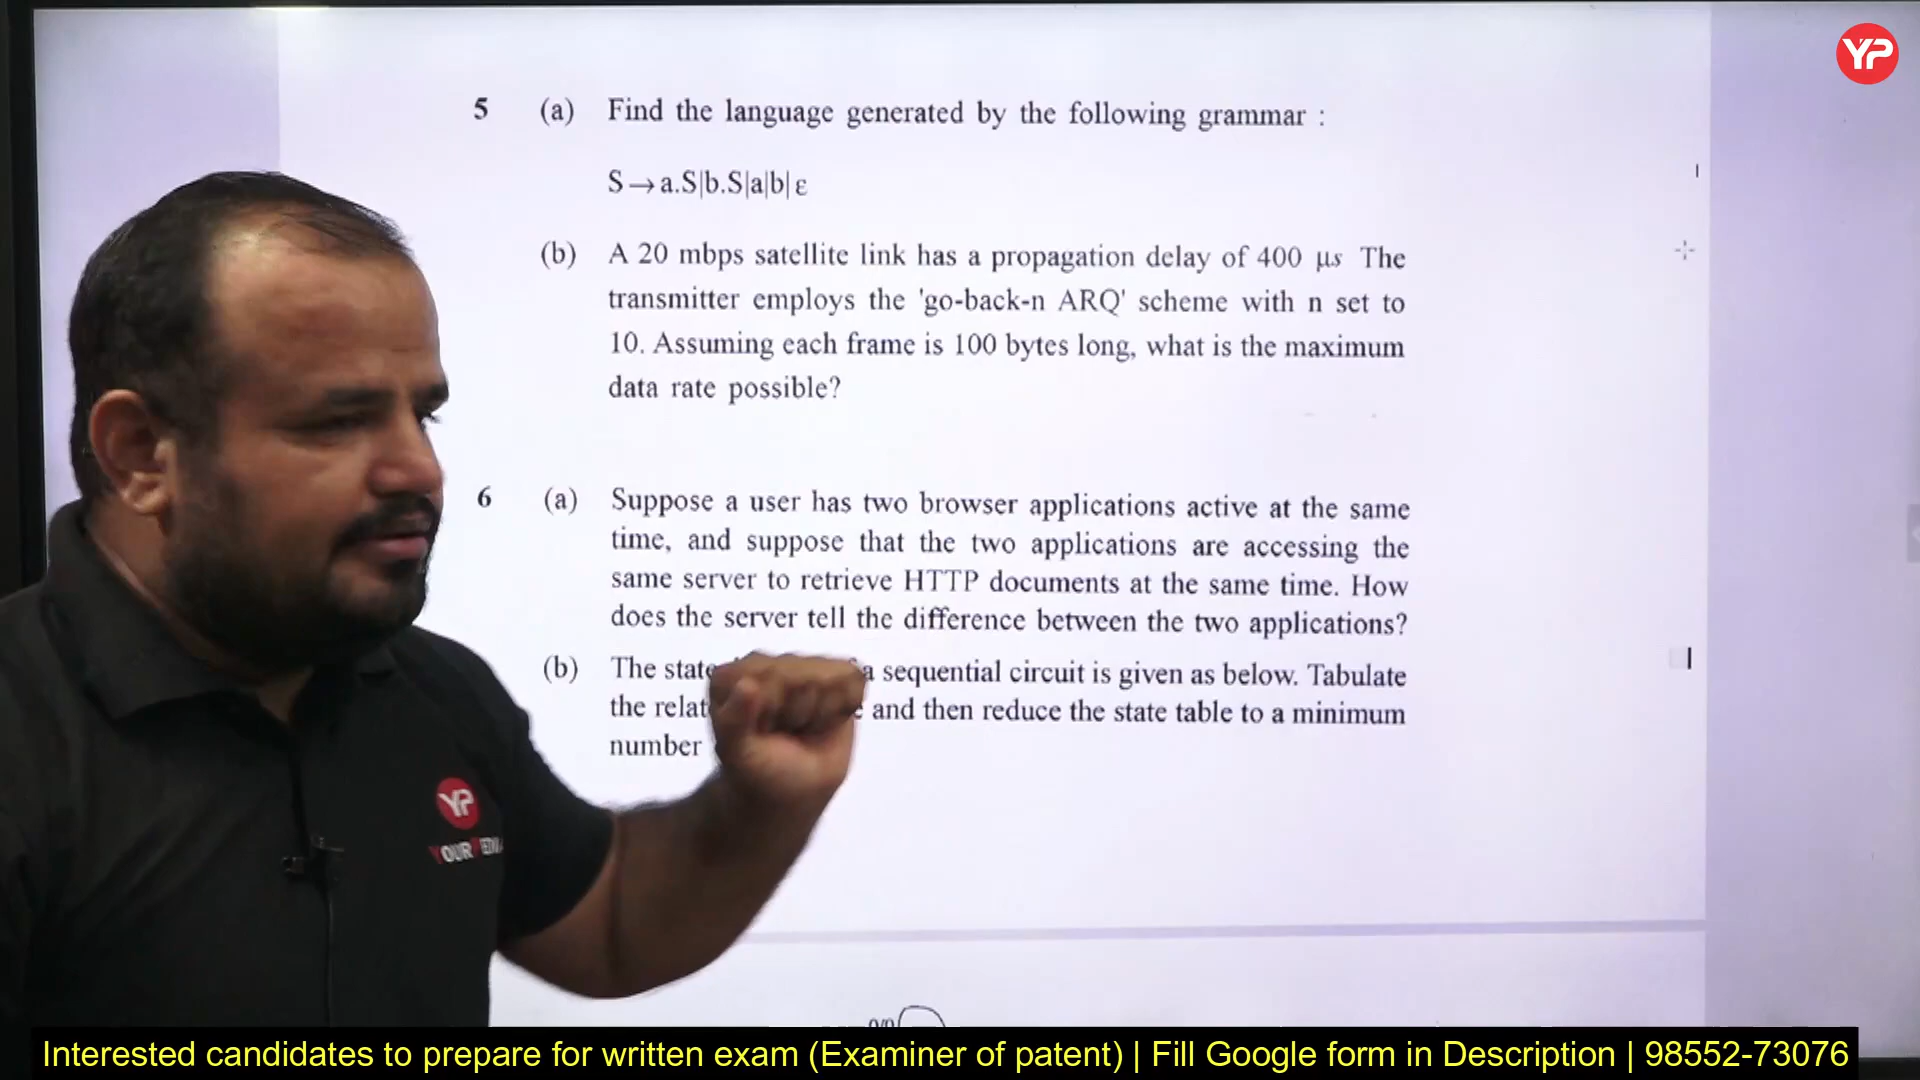 YP
5 (a) Find the language generated by the following grammar :
S→a.S|b.S|a|b| ε
(b) A 20 mbps satellite link has a propagation delay of 400 μs The
transmitter employs the 'go-back-n ARQ' scheme with n set to
10. Assuming each frame is 100 bytes long, what is the maximum
data rate possible?
6 (a) Suppose a user has two browser applications active at the same
time, and suppose that the two applications are accessing the
same server to retrieve HTTP documents at the same time. How
does the server tell the difference between the two applications?
(b) The state a sequential circuit is given as below. Tabulate
the and then reduce the state table to a minimum
number
YP
Interested candidates to prepare for written exam (Examiner of patent) | Fill Google form in Description | 98552-73076